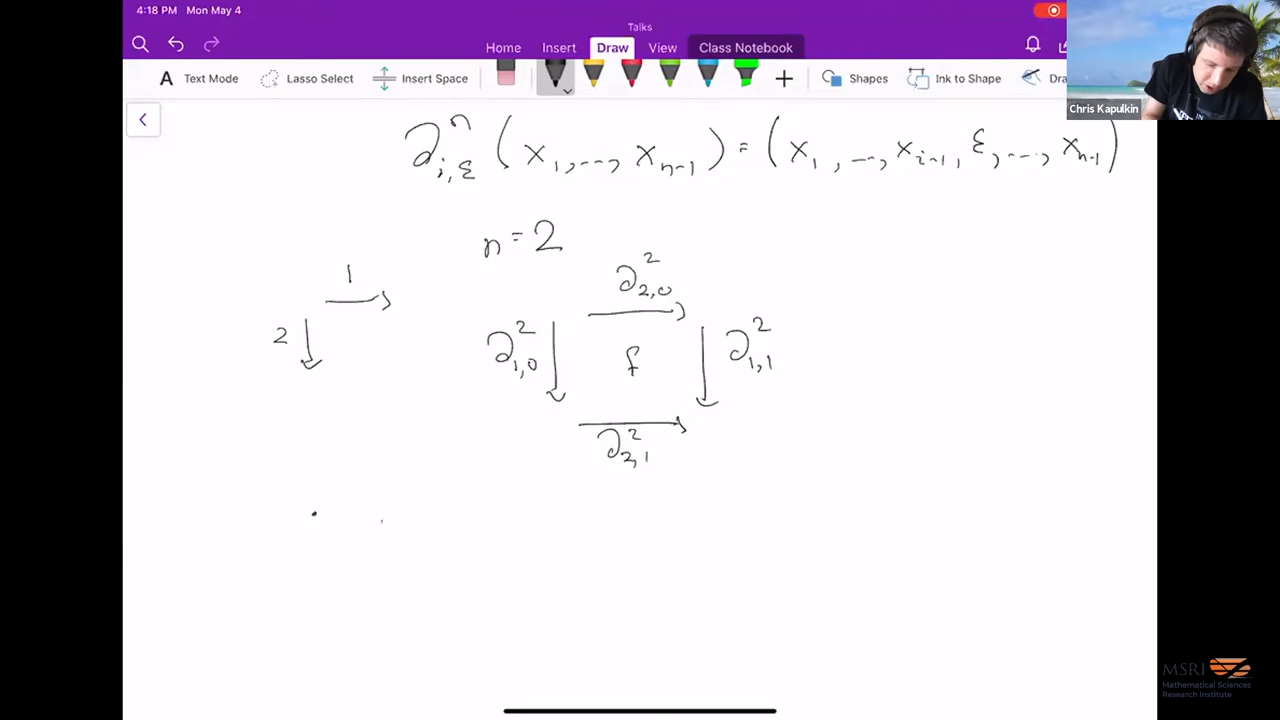 4:18 PM Mon May 4
Talks
Home Insert Draw View Class Notebook
Text Mode Lasso Select Insert Space + Shapes Ink to Shape
Chris Kapulkin
∂ⁿ_{i,ε} (x₁,...,x_{n-1}) = (x₁,...,x_{i-1}, ε,...,x_{n-1})
n = 2
1
2
∂²_{2,0}
∂²_{1,0} f ∂²_{1,1}
∂²_{2,1}
MSRI
Mathematical Sciences
Research Institute